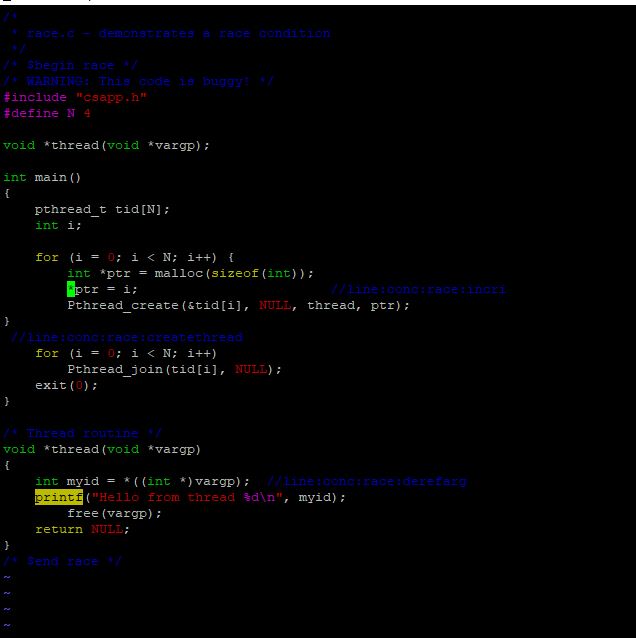 /*
 * race.c - demonstrates a race condition
 */
/* $begin race */
/* WARNING: This code is buggy! */
#include "csapp.h"
#define N 4

void *thread(void *vargp);

int main()
{
    pthread_t tid[N];
    int i;

    for (i = 0; i < N; i++) {
        int *ptr = malloc(sizeof(int));
        *ptr = i;                        //line:conc:race:incri
        Pthread_create(&tid[i], NULL, thread, ptr);
}
 //line:conc:race:createthread
    for (i = 0; i < N; i++)
        Pthread_join(tid[i], NULL);
    exit(0);
}

/* Thread routine */
void *thread(void *vargp)
{
    int myid = *((int *)vargp);  //line:conc:race:derefarg
    printf("Hello from thread %d\n", myid);
        free(vargp);
    return NULL;
}
/* $end race */
~
~
~
~